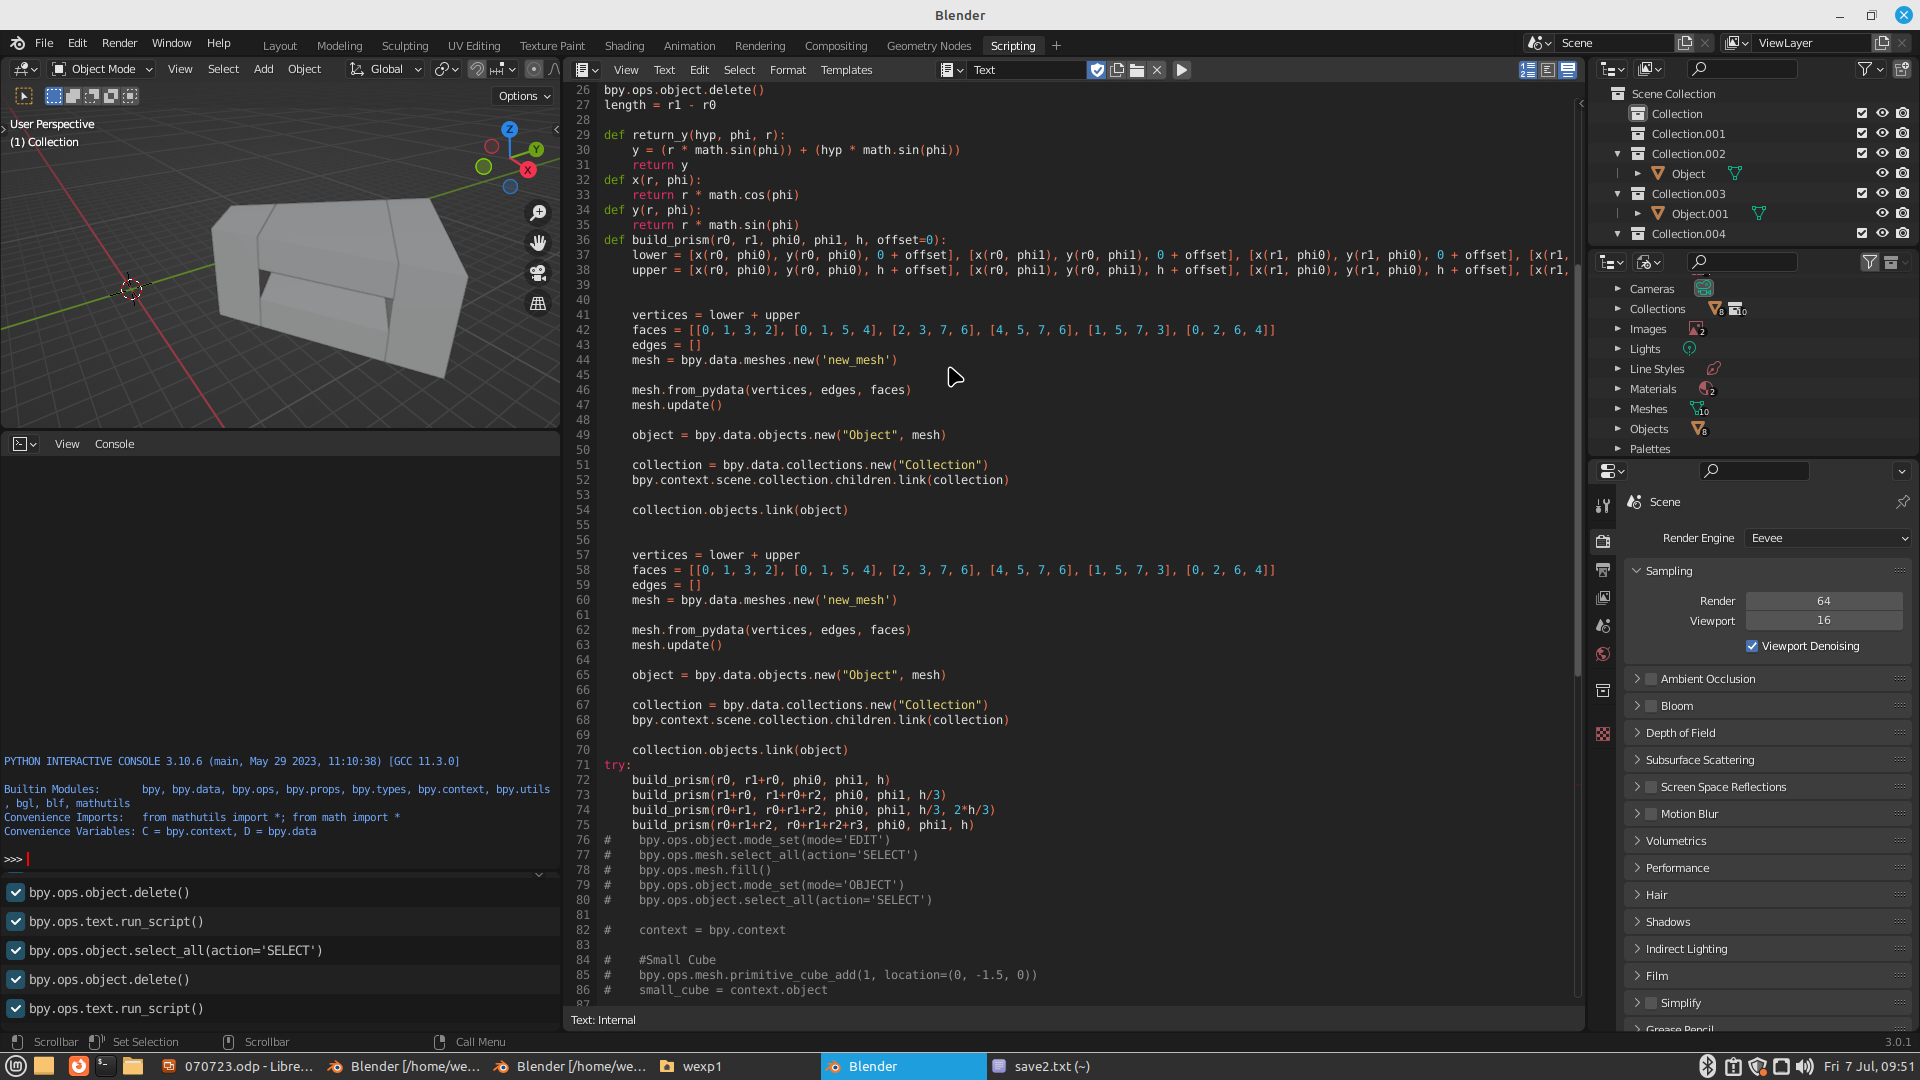 Blender
File Edit Render Window Help
Layout Modeling Sculpting UV Editing Texture Paint Shading Animation Rendering Compositing Geometry Nodes Scripting +
Scene
ViewLayer
Object Mode View Select Add Object Global
View Text Edit Select Format Templates
Text
Options
User Perspective
(1) Collection
Z
Y
X
26 bpy.ops.object.delete()
27 length = r1 - r0
28
29 def return_y(hyp, phi, r):
30     y = (r * math.sin(phi)) + (hyp * math.sin(phi))
31     return y
32 def x(r, phi):
33     return r * math.cos(phi)
34 def y(r, phi):
35     return r * math.sin(phi)
36 def build_prism(r0, r1, phi0, phi1, h, offset=0):
37     lower = [x(r0, phi0), y(r0, phi0), 0 + offset], [x(r0, phi1), y(r0, phi1), 0 + offset], [x(r1, phi0), y(r1, phi0), 0 + offset], [x(r1,
38     upper = [x(r0, phi0), y(r0, phi0), h + offset], [x(r0, phi1), y(r0, phi1), h + offset], [x(r1, phi0), y(r1, phi0), h + offset], [x(r1,
39
40
41     vertices = lower + upper
42     faces = [[0, 1, 3, 2], [0, 1, 5, 4], [2, 3, 7, 6], [4, 5, 7, 6], [1, 5, 7, 3], [0, 2, 6, 4]]
43     edges = []
44     mesh = bpy.data.meshes.new('new_mesh')
45
46     mesh.from_pydata(vertices, edges, faces)
47     mesh.update()
48
49     object = bpy.data.objects.new("Object", mesh)
50
51     collection = bpy.data.collections.new("Collection")
52     bpy.context.scene.collection.children.link(collection)
53
54     collection.objects.link(object)
55
56
57     vertices = lower + upper
58     faces = [[0, 1, 3, 2], [0, 1, 5, 4], [2, 3, 7, 6], [4, 5, 7, 6], [1, 5, 7, 3], [0, 2, 6, 4]]
59     edges = []
60     mesh = bpy.data.meshes.new('new_mesh')
61
62     mesh.from_pydata(vertices, edges, faces)
63     mesh.update()
64
65     object = bpy.data.objects.new("Object", mesh)
66
67     collection = bpy.data.collections.new("Collection")
68     bpy.context.scene.collection.children.link(collection)
69
70     collection.objects.link(object)
71 try:
72     build_prism(r0, r1+r0, phi0, phi1, h)
73     build_prism(r1+r0, r1+r0+r2, phi0, phi1, h/3)
74     build_prism(r0+r1, r0+r1+r2, phi0, phi1, h/3, 2*h/3)
75     build_prism(r0+r1+r2, r0+r1+r2+r3, phi0, phi1, h)
76 #    bpy.ops.object.mode_set(mode='EDIT')
77 #    bpy.ops.mesh.select_all(action='SELECT')
78 #    bpy.ops.mesh.fill()
79 #    bpy.ops.object.mode_set(mode='OBJECT')
80 #    bpy.ops.object.select_all(action='SELECT')
81
82 #    context = bpy.context
83
84 #    #Small Cube
85 #    bpy.ops.mesh.primitive_cube_add(1, location=(0, -1.5, 0))
86 #    small_cube = context.object
87
Text: Internal
View Console
PYTHON INTERACTIVE CONSOLE 3.10.6 (main, May 29 2023, 11:10:38) [GCC 11.3.0]
Builtin Modules: bpy, bpy.data, bpy.ops, bpy.props, bpy.types, bpy.context, bpy.utils
, bgl, blf, mathutils
Convenience Imports: from mathutils import *; from math import *
Convenience Variables: C = bpy.context, D = bpy.data
>>>
bpy.ops.object.delete()
bpy.ops.text.run_script()
bpy.ops.object.select_all(action='SELECT')
bpy.ops.object.delete()
bpy.ops.text.run_script()
Scene Collection
Collection
Collection.001
Collection.002
Object
Collection.003
Object.001
Collection.004
Cameras
Collections 8 10
Images 2
Lights
Line Styles
Materials 2
Meshes 10
Objects 8
Palettes
Scene
Render Engine Eevee
Sampling
Render 64
Viewport 16
Viewport Denoising
Ambient Occlusion
Bloom
Depth of Field
Subsurface Scattering
Screen Space Reflections
Motion Blur
Volumetrics
Performance
Hair
Shadows
Indirect Lighting
Film
Simplify
Grease Pencil
Scrollbar Set Selection Scrollbar Call Menu 3.0.1
070723.odp - Libre... Blender [/home/we... Blender [/home/we... wexp1 Blender save2.txt (~) Fri 7 Jul, 09:51